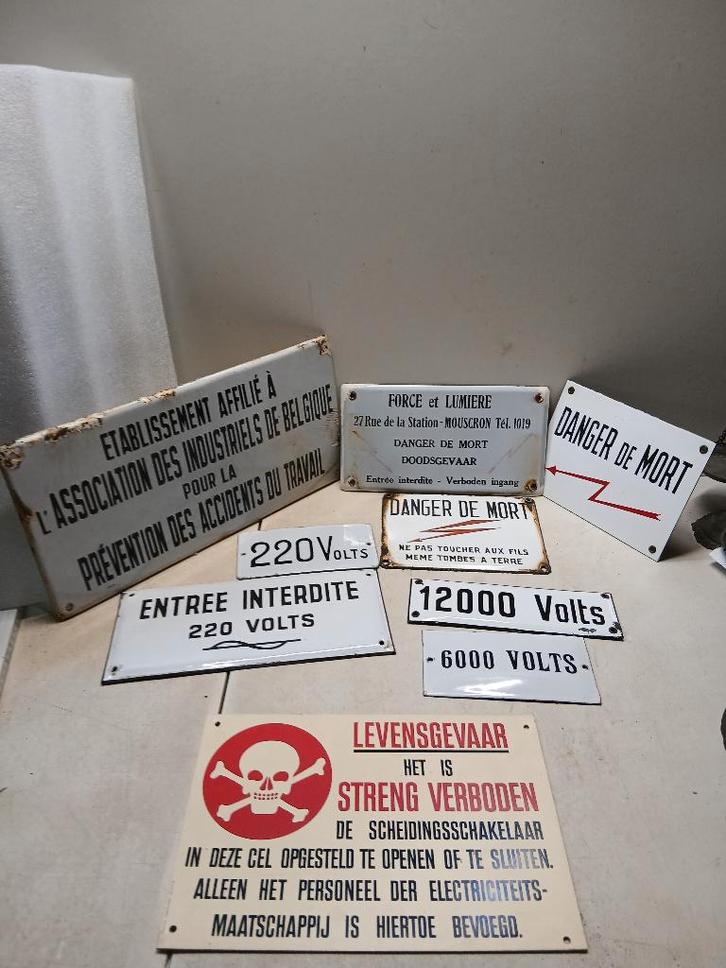 ETABLISSEMENT AFFILIÉ À
L'ASSOCIATION DES INDUSTRIELS DE BELGIQUE
POUR LA
PRÉVENTION DES ACCIDENTS DU TRAVAIL
FORCE et LUMIERE
27 Rue de la Station-MOUSCRON Tél. 1019
DANGER DE MORT
DOODSGEVAAR
Entrée interdite - Verboden ingang
DANGER DE MORT
DANGER DE MORT
NE PAS TOUCHER AUX FILS
MEME TOMBES A TERRE
220 VOLTS
ENTREE INTERDITE
220 VOLTS
12000 Volts
6000 VOLTS
LEVENSGEVAAR
HET IS
STRENG VERBODEN
DE SCHEIDINGSSCHAKELAAR
IN DEZE CEL OPGESTELD TE OPENEN OF TE SLUITEN.
ALLEEN HET PERSONEEL DER ELECTRICITEITS-
MAATSCHAPPIJ IS HIERTOE BEVOEGD.